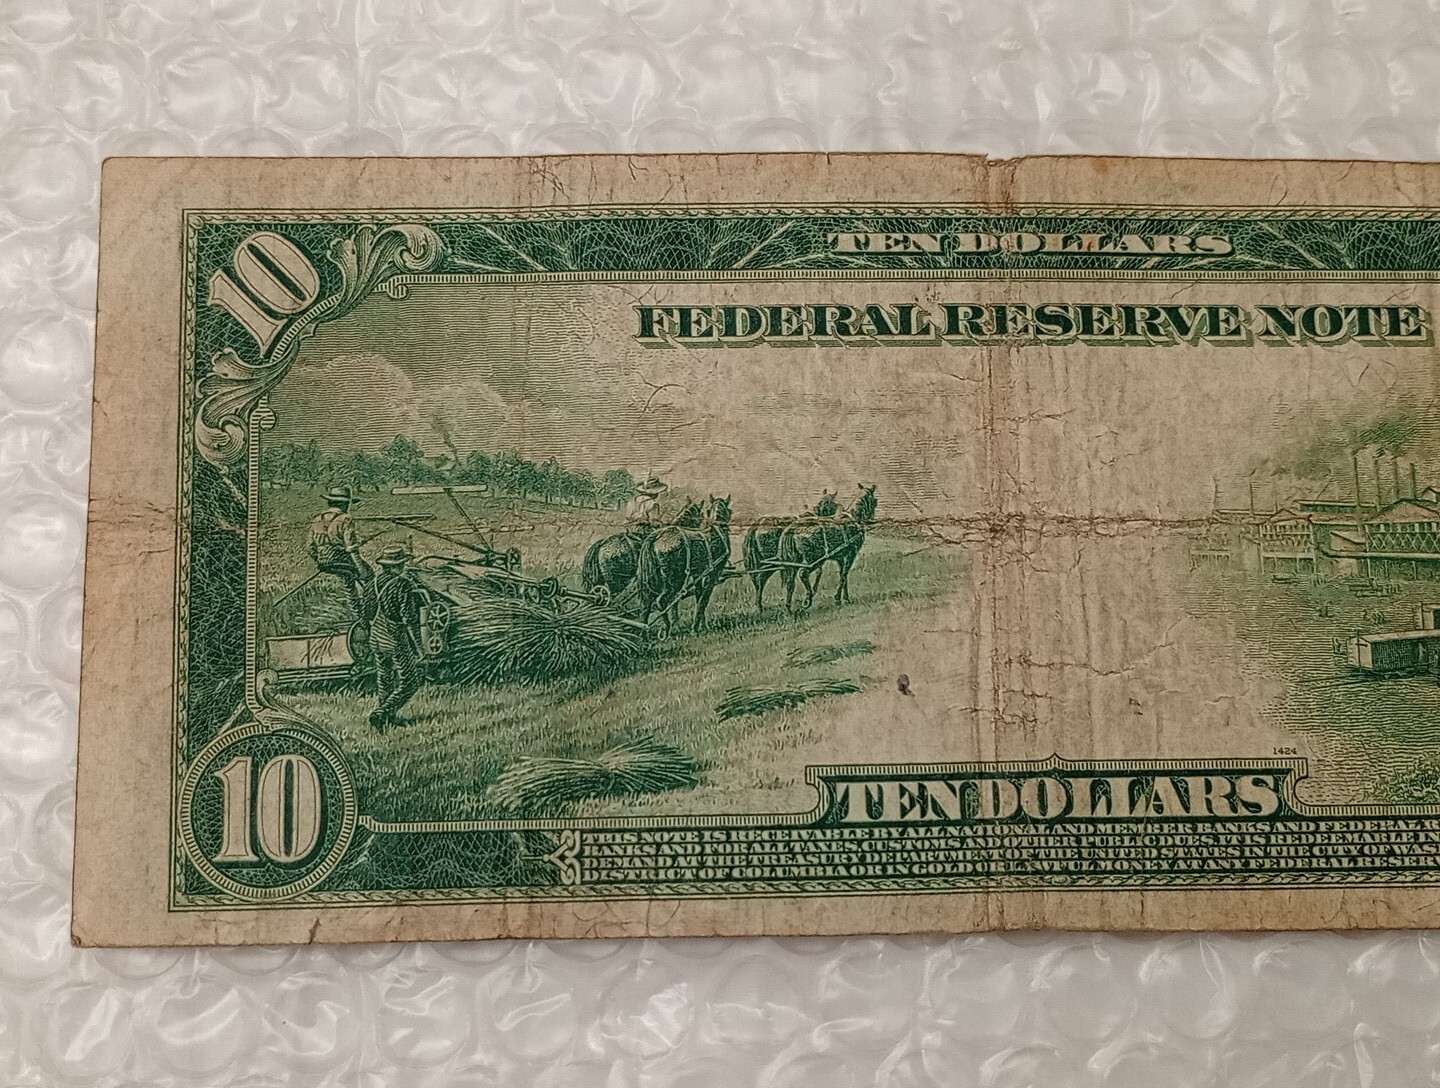 10
TEN DOLLARS
FEDERAL RESERVE NOTE
1424
10
TEN DOLLARS
THIS NOTE IS RECEIVABLE BY ALL NATIONAL AND MEMBER BANKS AND FEDERAL
BANKS AND FOR ALL TAXES, CUSTOMS AND OTHER PUBLIC DUES. IT IS REDEEMABLE IN
DEMAND AT THE TREASURY DEPARTMENT OF THE UNITED STATES IN THE CITY OF
DISTRICT OF COLUMBIA OR IN GOLD OR LAWFUL MONEY AT ANY FEDERAL